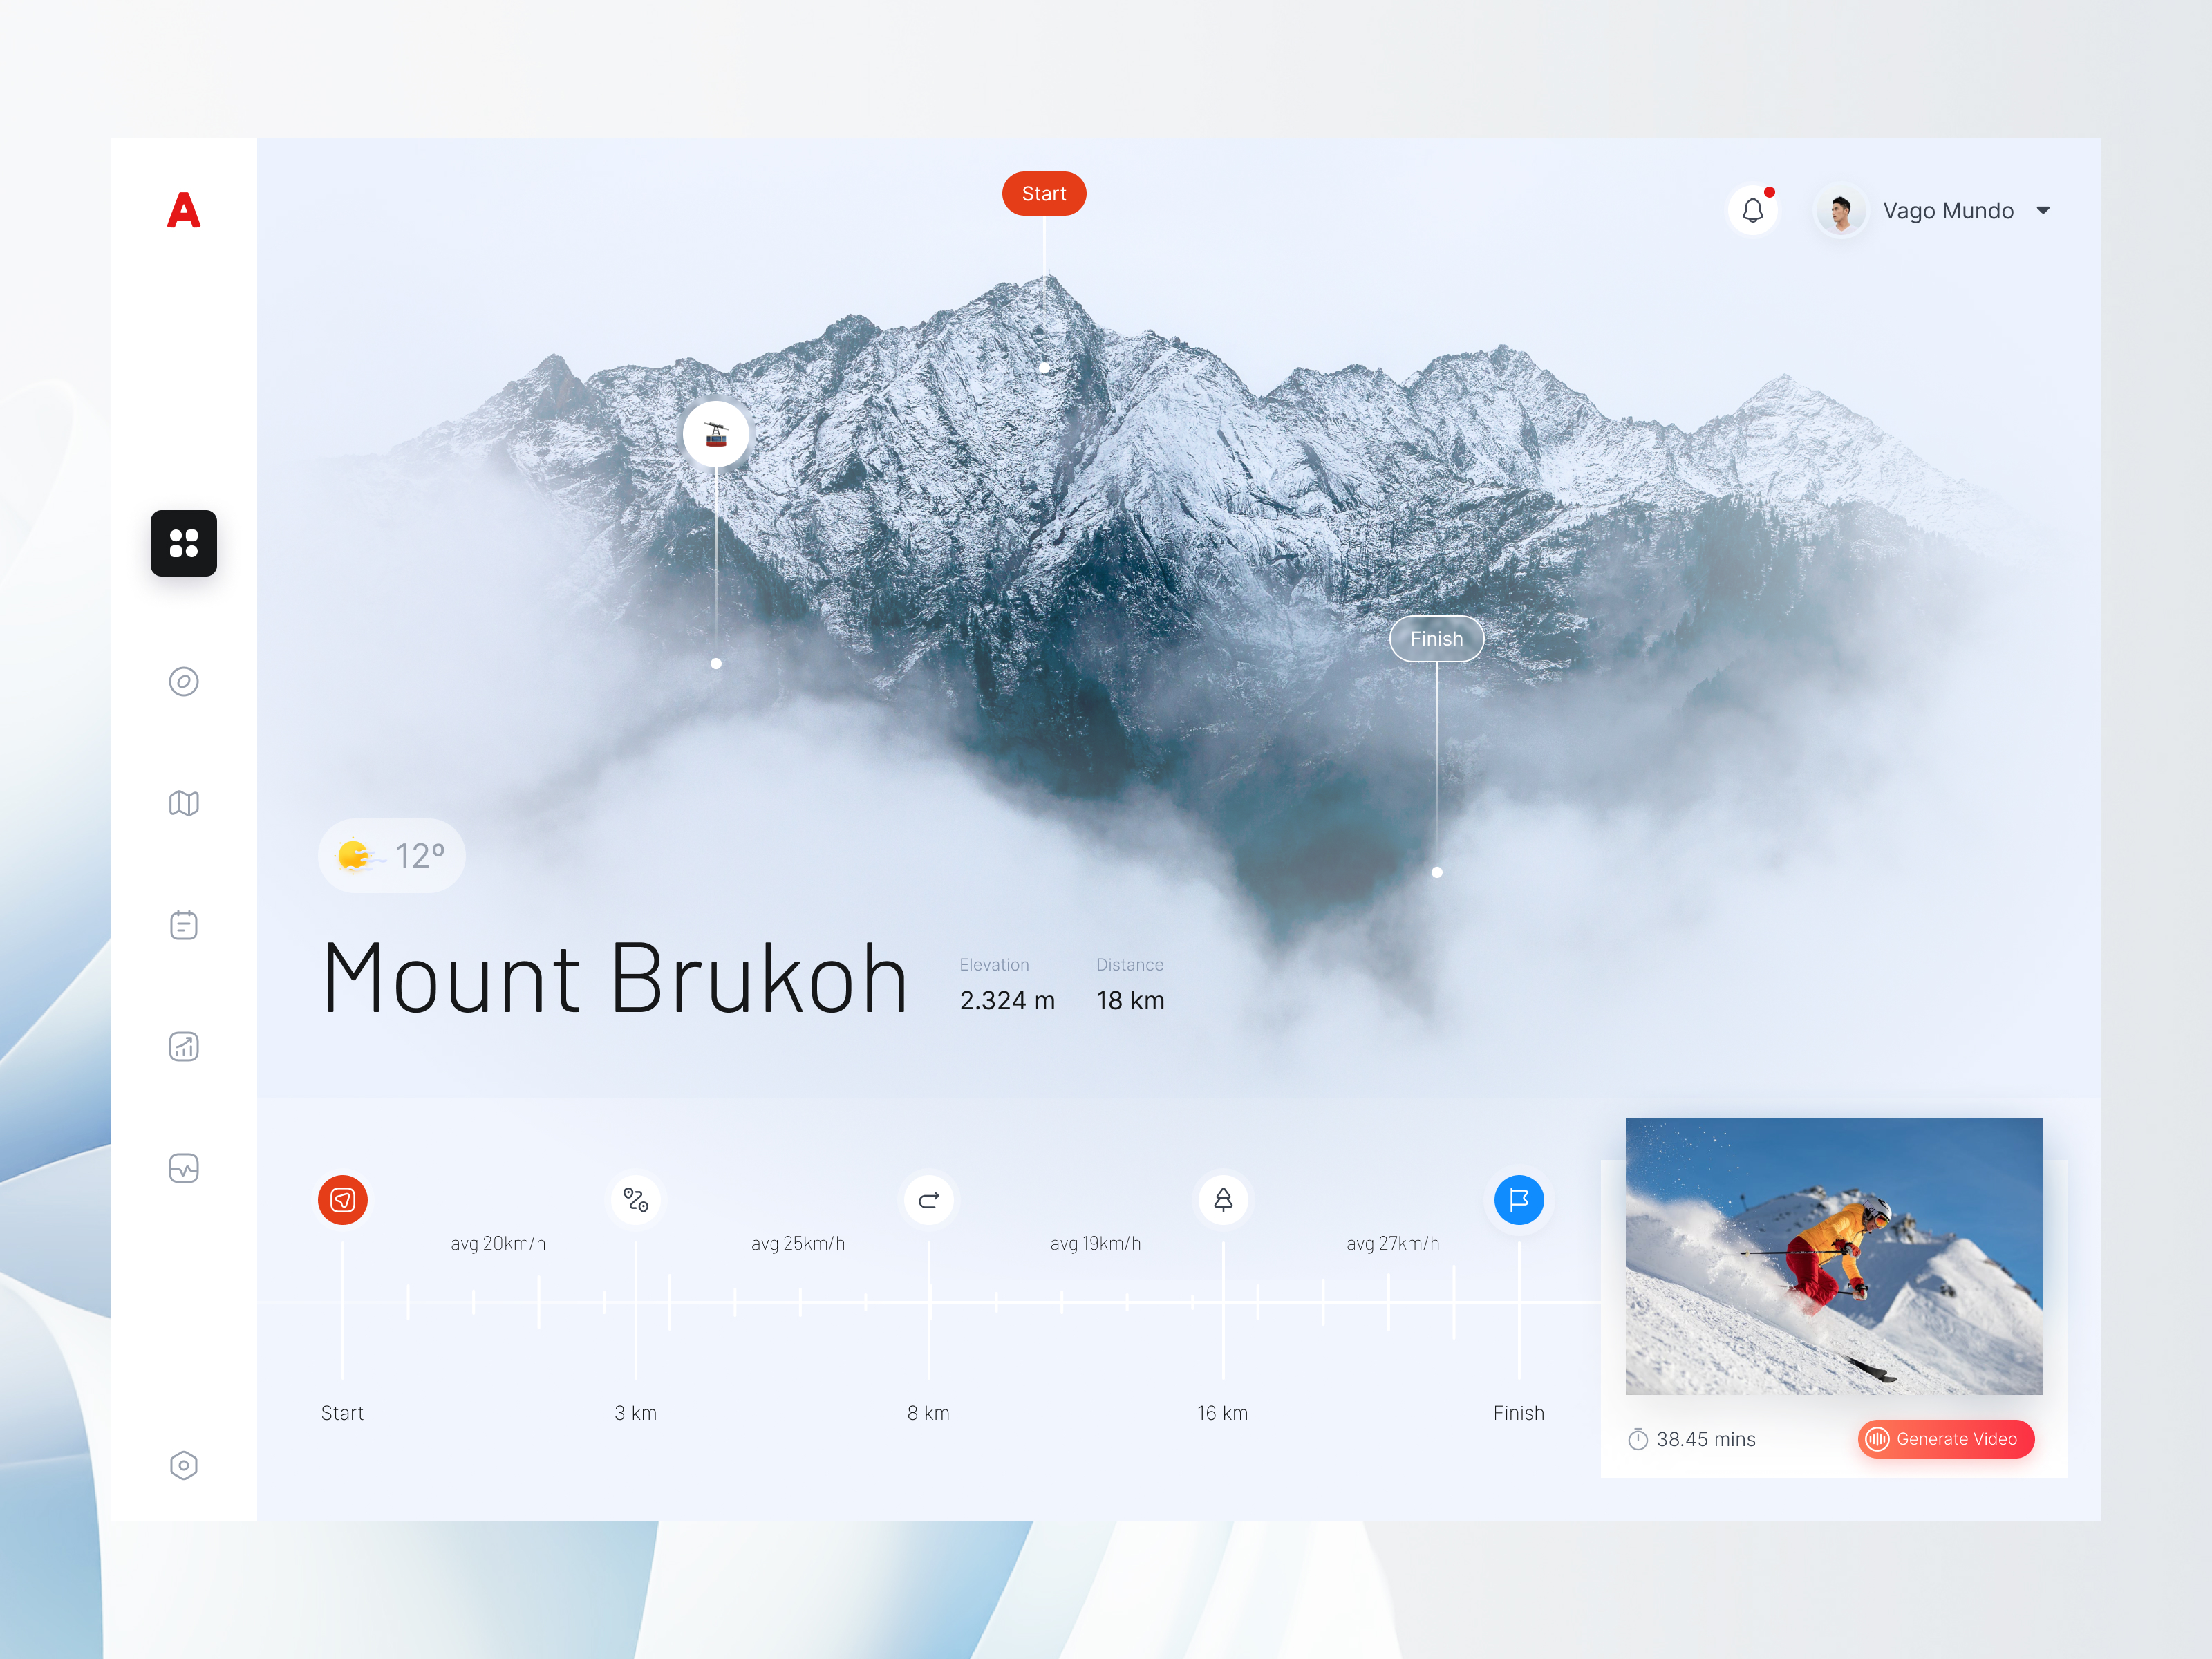 A
Start
Vago Mundo
Finish
12º
Mount Brukoh
Elevation
2.324 m
Distance
18 km
avg 20km/h
avg 25km/h
avg 19km/h
avg 27km/h
Start
3 km
8 km
16 km
Finish
38.45 mins
Generate Video